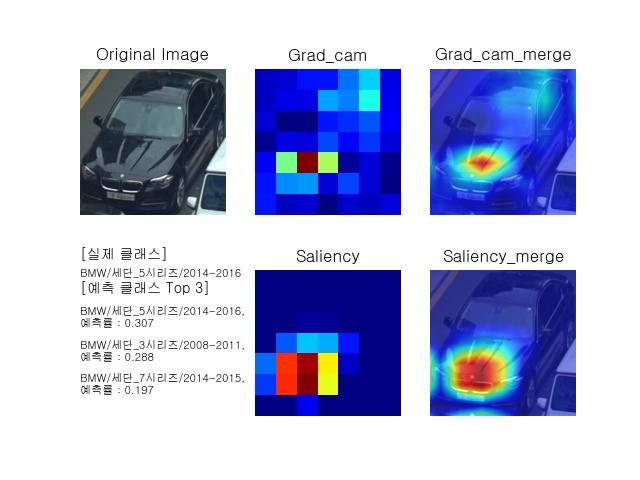 Original Image
Grad_cam
Grad_cam_merge
[실제 클래스]
BMW/세단_5시리즈/2014-2016
[예측 클래스 Top 3]
BMW/세단_5시리즈/2014-2016,
예측률 : 0.307
BMW/세단_3시리즈/2008-2011,
예측률 : 0.288
BMW/세단_7시리즈/2014-2015,
예측률 : 0.197
Saliency
Saliency_merge